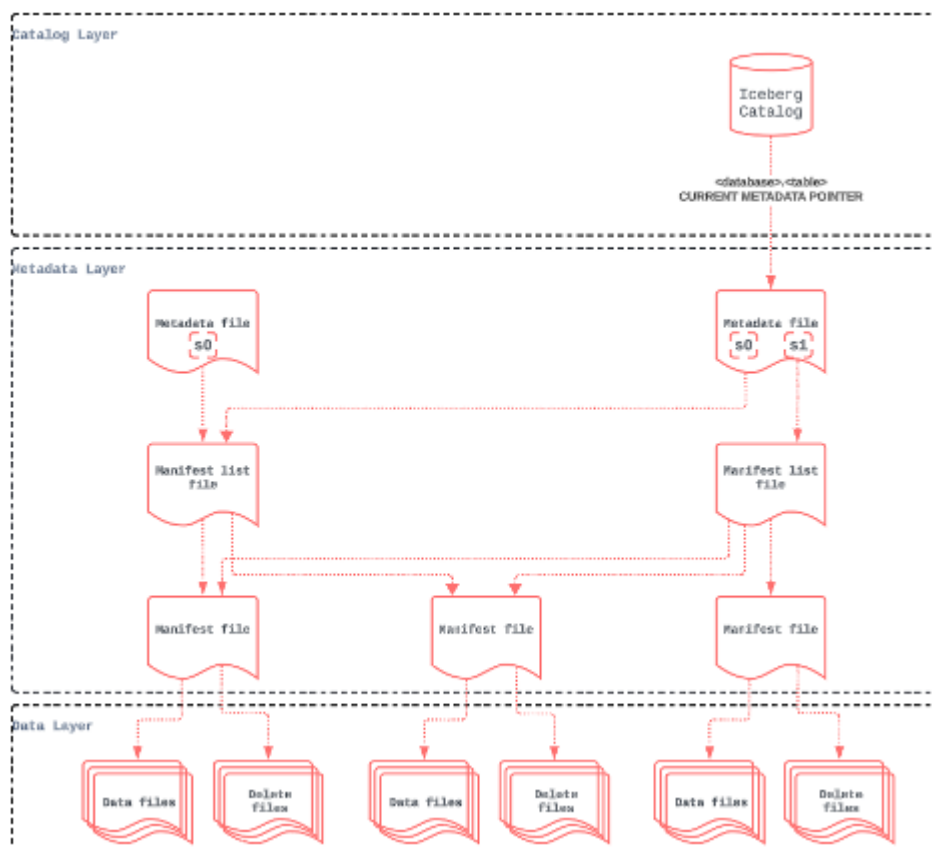 Catalog Layer
Iceberg
Catalog
<database>.<table>
CURRENT METADATA POINTER
Metadata Layer
Metadata file
s0
Metadata file
s0 s1
Manifest list
file
Manifest list
file
Manifest file
Manifest file
Manifest file
Data Layer
Data files
Delete
files
Data files
Delete
files
Data files
Delete
files